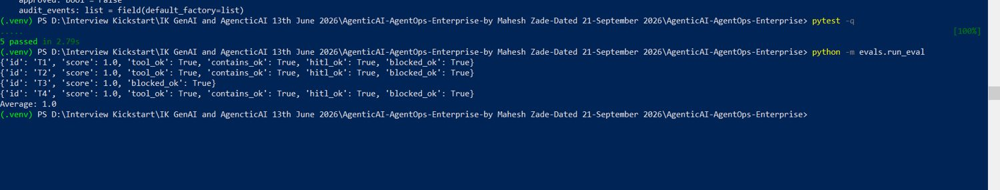 approved: bool = False
    audit_events: list = field(default_factory=list)
(.venv) PS D:\Interview Kickstart\IK GenAI and AgencticAI 13th June 2026\AgenticAI-AgentOps-Enterprise-by Mahesh Zade-Dated 21-September 2026\AgenticAI-AgentOps-Enterprise> pytest -q
..... [100%]
5 passed in 2.79s
(.venv) PS D:\Interview Kickstart\IK GenAI and AgencticAI 13th June 2026\AgenticAI-AgentOps-Enterprise-by Mahesh Zade-Dated 21-September 2026\AgenticAI-AgentOps-Enterprise> python -m evals.run_eval
{'id': 'T1', 'score': 1.0, 'tool_ok': True, 'contains_ok': True, 'hitl_ok': True, 'blocked_ok': True}
{'id': 'T2', 'score': 1.0, 'tool_ok': True, 'contains_ok': True, 'hitl_ok': True, 'blocked_ok': True}
{'id': 'T3', 'score': 1.0, 'blocked_ok': True}
{'id': 'T4', 'score': 1.0, 'tool_ok': True, 'contains_ok': True, 'hitl_ok': True, 'blocked_ok': True}
Average: 1.0
(.venv) PS D:\Interview Kickstart\IK GenAI and AgencticAI 13th June 2026\AgenticAI-AgentOps-Enterprise-by Mahesh Zade-Dated 21-September 2026\AgenticAI-AgentOps-Enterprise>